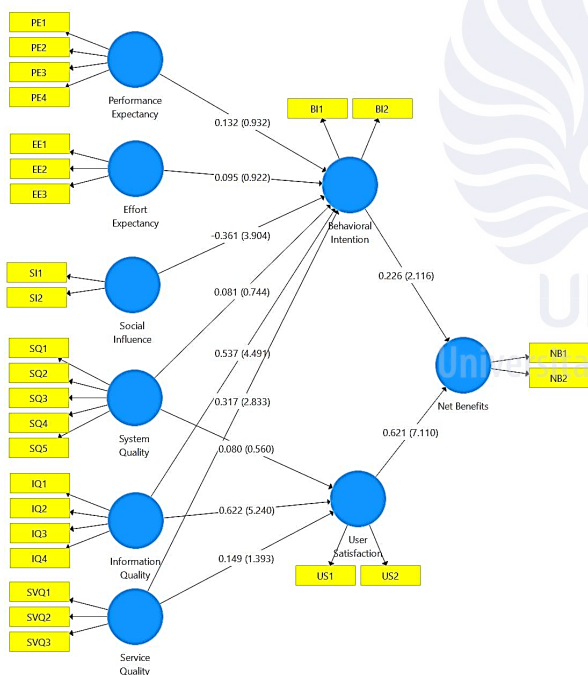 PE1
PE2
PE3
PE4
Performance
Expectancy
EE1
EE2
EE3
Effort
Expectancy
SI1
SI2
Social
Influence
SQ1
SQ2
SQ3
SQ4
SQ5
System
Quality
IQ1
IQ2
IQ3
IQ4
Information
Quality
SVQ1
SVQ2
SVQ3
Service
Quality
0.132 (0.932)
0.095 (0.922)
-0.361 (3.904)
0.081 (0.744)
0.537 (4.491)
0.317 (2.833)
0.080 (0.560)
0.622 (5.240)
0.149 (1.393)
BI1 BI2
Behavioral
Intention
0.226 (2.116)
NB1
NB2
Net Benefits
0.621 (7.110)
User
Satisfaction
US1 US2